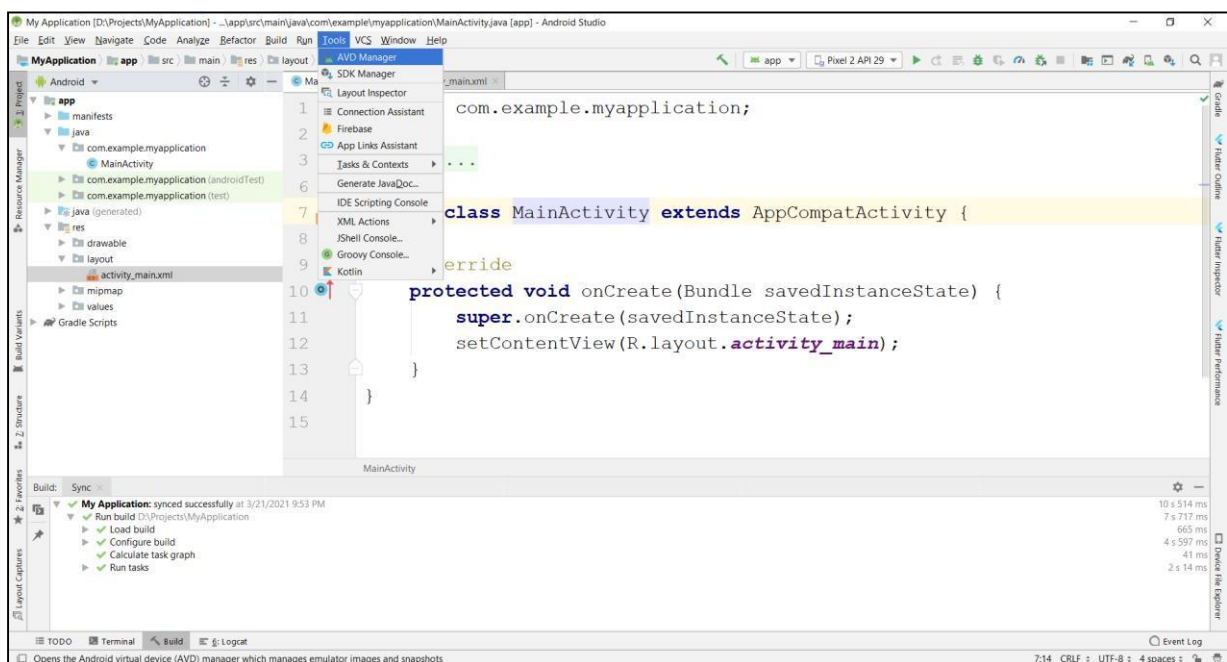 My Application [D:\Projects\MyApplication] - ...\app\src\main\java\com\example\myapplication\MainActivity.java [app] - Android Studio
File Edit View Navigate Code Analyze Refactor Build Run Tools VCS Window Help
MyApplication app src main res layout
app Pixel 2 API 29
AVD Manager
SDK Manager
Layout Inspector
Connection Assistant
Firebase
App Links Assistant
Tasks & Contexts
Generate JavaDoc...
IDE Scripting Console
XML Actions
JShell Console...
Groovy Console...
Kotlin
1: Project
Resource Manager
Build Variants
Z: Structure
2: Favorites
Layout Captures
Android
app
manifests
java
com.example.myapplication
MainActivity
com.example.myapplication (androidTest)
com.example.myapplication (test)
java (generated)
res
drawable
layout
activity_main.xml
mipmap
values
Gradle Scripts
Ma
_main.xml
1 com.example.myapplication;
2
3 ...
6
7 class MainActivity extends AppCompatActivity {
8
9 erride
10 protected void onCreate(Bundle savedInstanceState) {
11 super.onCreate(savedInstanceState);
12 setContentView(R.layout.activity_main);
13 }
14 }
15
MainActivity
Gradle
Flutter Outline
Flutter Inspector
Flutter Performance
Device File Explorer
Build: Sync
My Application: synced successfully at 3/21/2021 9:53 PM 10 s 514 ms
Run build D:\Projects\MyApplication 7 s 717 ms
Load build 665 ms
Configure build 4 s 597 ms
Calculate task graph 41 ms
Run tasks 2 s 14 ms
TODO Terminal Build 6: Logcat Event Log
Opens the Android virtual device (AVD) manager which manages emulator images and snapshots 7:14 CRLF UTF-8 4 spaces